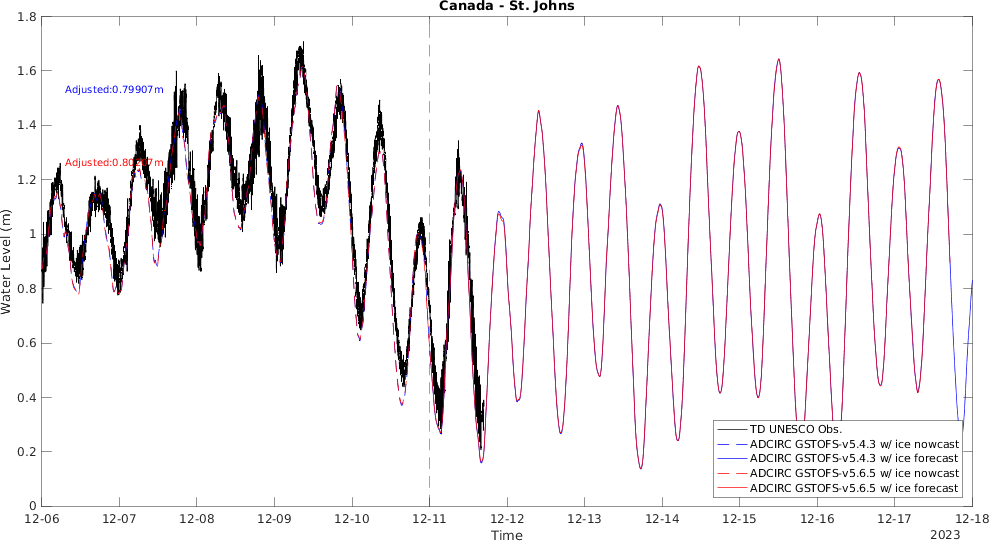 Canada - St. Johns
1.8
1.6
1.4
1.2
1
0.8
0.6
0.4
0.2
0
Water Level (m)
Adjusted:0.79907m
TD UNESCO Obs.
ADCIRC GSTOFS-v5.4.3 w/ ice nowcast
ADCIRC GSTOFS-v5.4.3 w/ ice forecast
ADCIRC GSTOFS-v5.6.5 w/ ice nowcast
ADCIRC GSTOFS-v5.6.5 w/ ice forecast
12-06 12-07 12-08 12-09 12-10 12-11 12-12 12-13 12-14 12-15 12-16 12-17 12-18
Time
2023